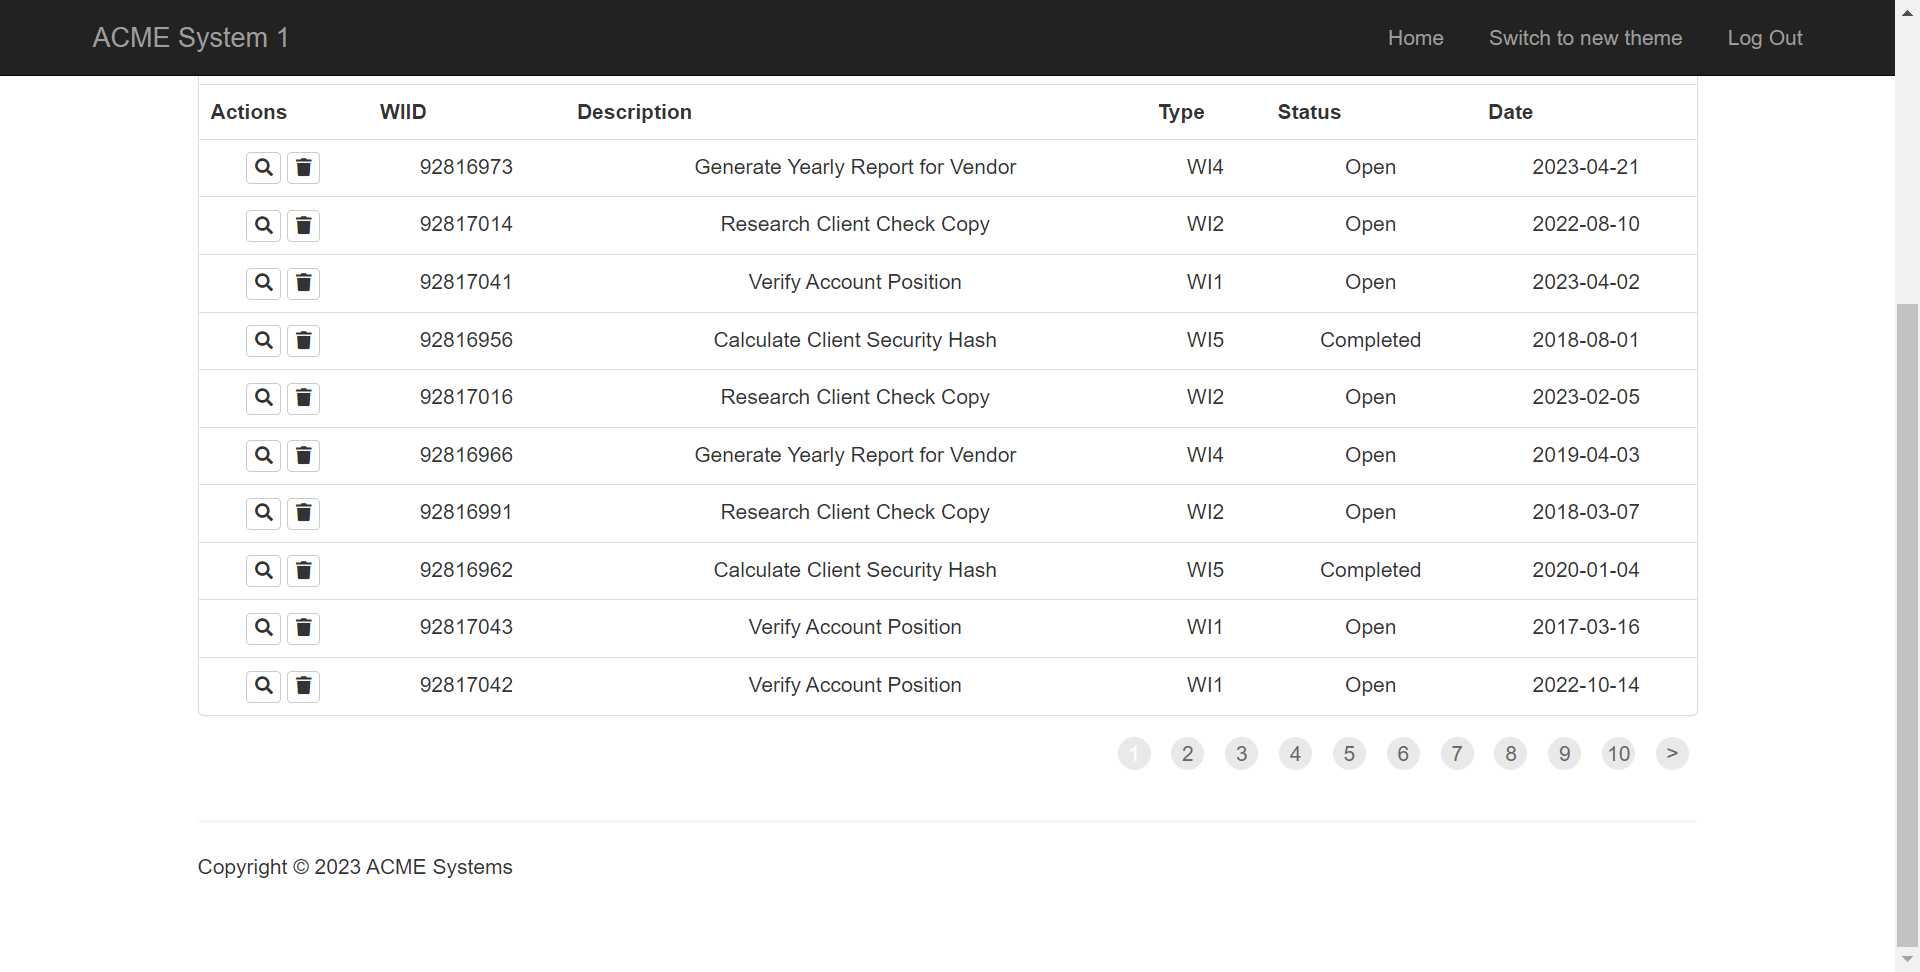 ACME System 1 Home Switch to new theme Log Out
Actions WIID Description Type Status Date
92816973 Generate Yearly Report for Vendor WI4 Open 2023-04-21
92817014 Research Client Check Copy WI2 Open 2022-08-10
92817041 Verify Account Position WI1 Open 2023-04-02
92816956 Calculate Client Security Hash WI5 Completed 2018-08-01
92817016 Research Client Check Copy WI2 Open 2023-02-05
92816966 Generate Yearly Report for Vendor WI4 Open 2019-04-03
92816991 Research Client Check Copy WI2 Open 2018-03-07
92816962 Calculate Client Security Hash WI5 Completed 2020-01-04
92817043 Verify Account Position WI1 Open 2017-03-16
92817042 Verify Account Position WI1 Open 2022-10-14
1 2 3 4 5 6 7 8 9 10 >
Copyright © 2023 ACME Systems